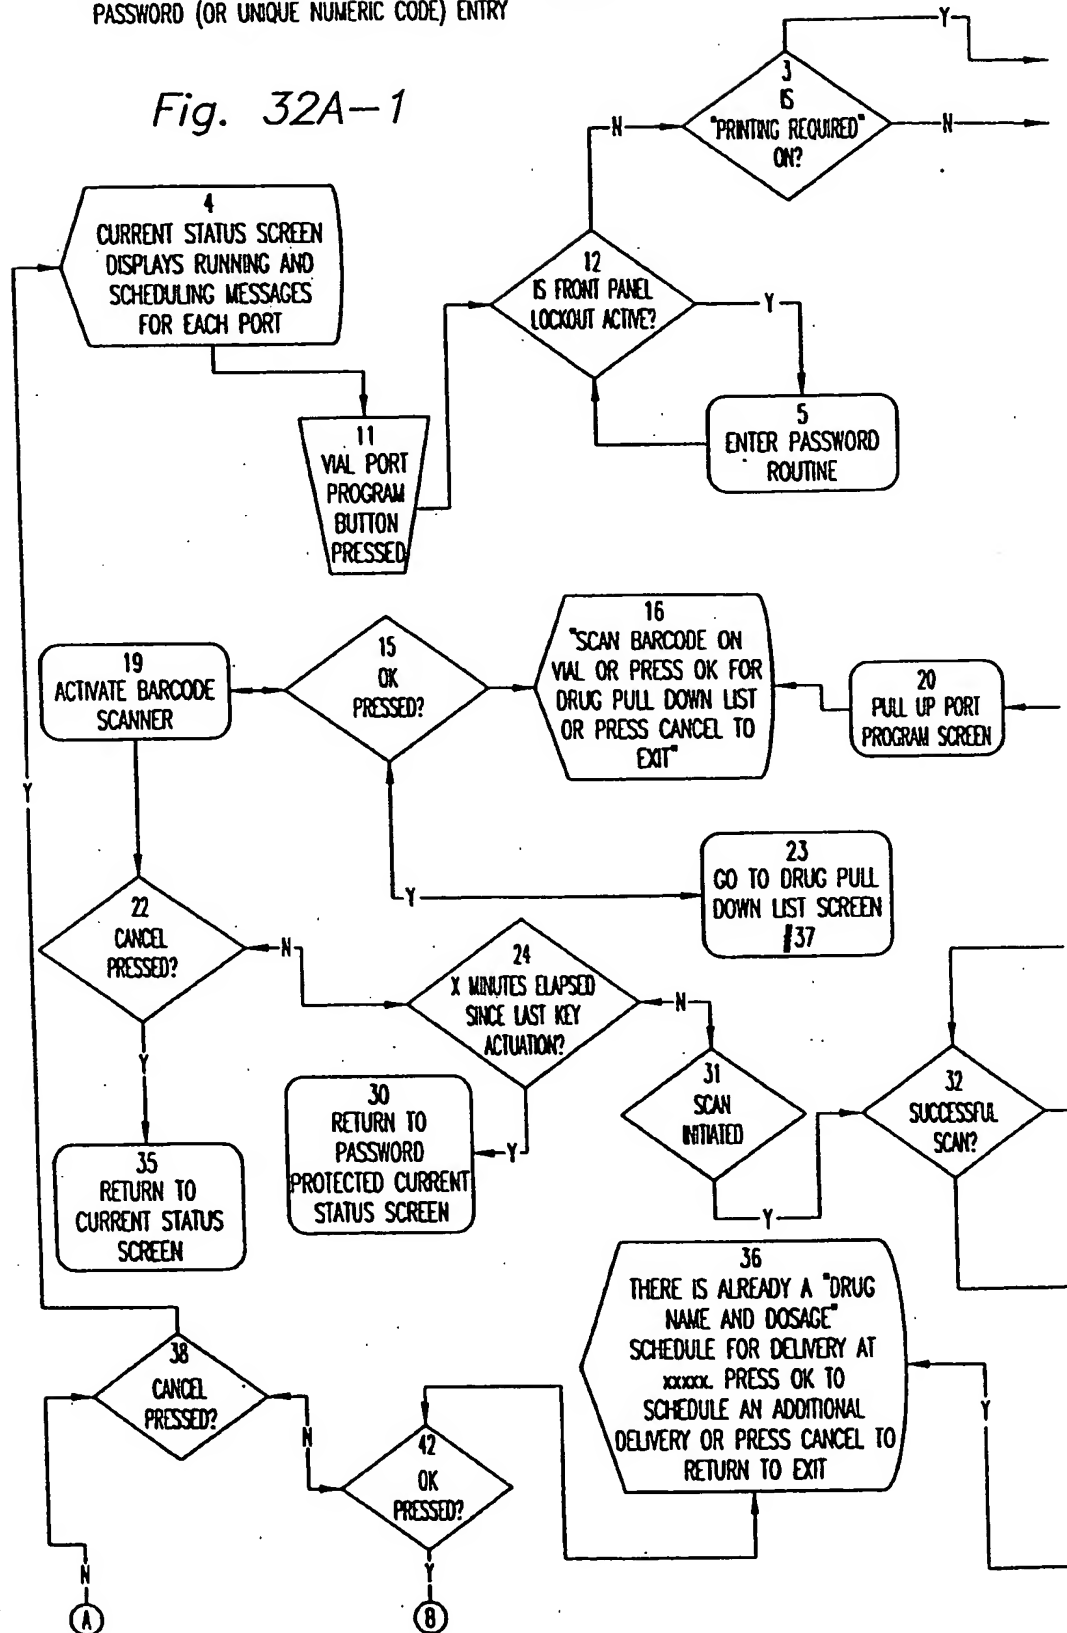 PASSWORD (OR UNIQUE NUMERIC CODE) ENTRY
Fig. 32A-1
Y
3
IS
"PRINTING REQUIRED"
ON?
N
N
4
CURRENT STATUS SCREEN
DISPLAYS RUNNING AND
SCHEDULING MESSAGES
FOR EACH PORT
12
IS FRONT PANEL
LOCKOUT ACTIVE?
Y
5
ENTER PASSWORD
ROUTINE
11
VIAL PORT
PROGRAM
BUTTON
PRESSED
16
"SCAN BARCODE ON
VIAL OR PRESS OK FOR
DRUG PULL DOWN LIST
OR PRESS CANCEL TO
EXIT"
15
OK
PRESSED?
19
ACTIVATE BARCODE
SCANNER
20
PULL UP PORT
PROGRAM SCREEN
Y
Y
23
GO TO DRUG PULL
DOWN LIST SCREEN
#37
22
CANCEL
PRESSED?
N
24
X MINUTES ELAPSED
SINCE LAST KEY
ACTUATION?
N
31
SCAN
INITIATED
32
SUCCESSFUL
SCAN?
Y
30
RETURN TO
PASSWORD
PROTECTED CURRENT
STATUS SCREEN
Y
Y
35
RETURN TO
CURRENT STATUS
SCREEN
36
THERE IS ALREADY A "DRUG
NAME AND DOSAGE"
SCHEDULE FOR DELIVERY AT
xxxxx. PRESS OK TO
SCHEDULE AN ADDITIONAL
DELIVERY OR PRESS CANCEL TO
RETURN TO EXIT
Y
38
CANCEL
PRESSED?
N
42
OK
PRESSED?
N
Y
A
B